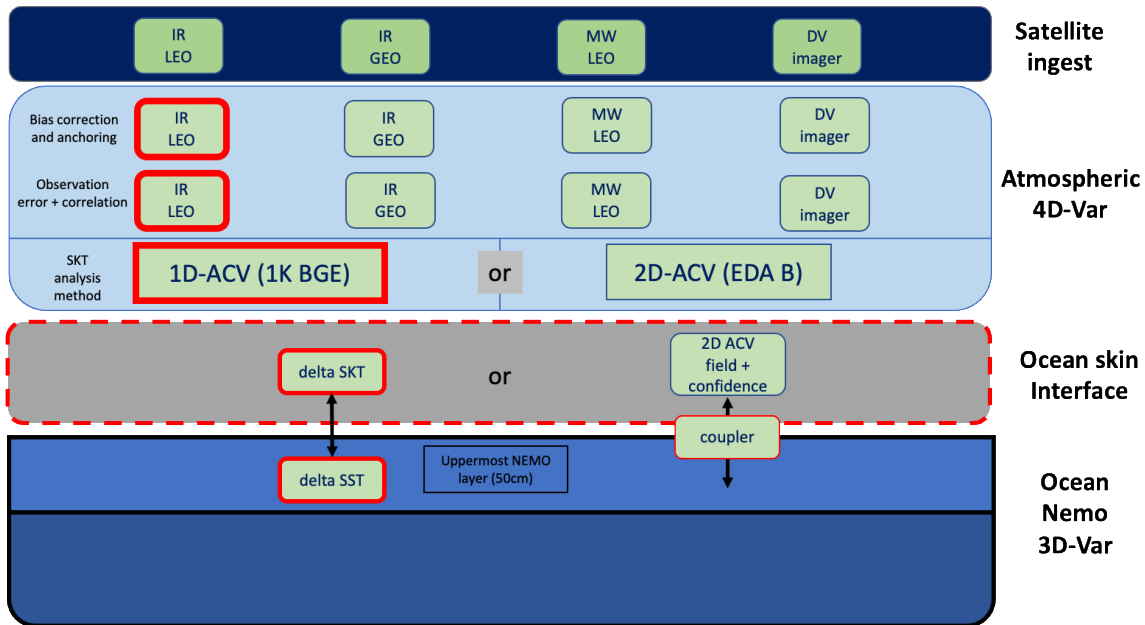 IR
LEO
IR
GEO
MW
LEO
DV
imager
Satellite
ingest
Bias correction
and anchoring
IR
LEO
IR
GEO
MW
LEO
DV
imager
Observation
error + correlation
IR
LEO
IR
GEO
MW
LEO
DV
imager
Atmospheric
4D-Var
SKT
analysis
method
1D-ACV (1K BGE)
or
2D-ACV (EDA B)
delta SKT
or
2D ACV
field +
confidence
Ocean skin
Interface
coupler
delta SST
Uppermost NEMO
layer (50cm)
Ocean
Nemo
3D-Var